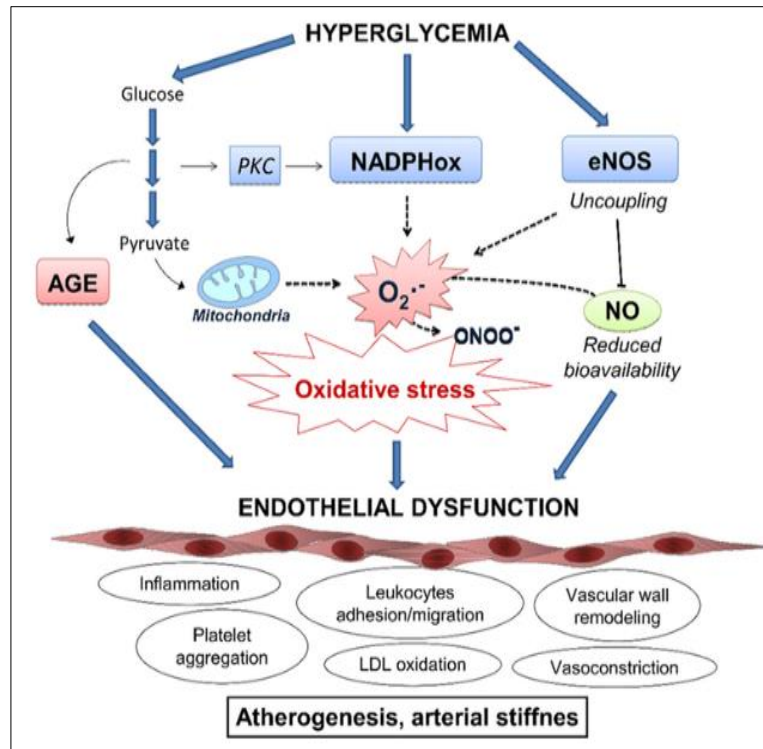 HYPERGLYCEMIA
Glucose
PKC
NADPHox
eNOS
Uncoupling
Pyruvate
AGE
Mitochondria
O₂·⁻
NO
ONOO⁻
Reduced
bioavailability
Oxidative stress
ENDOTHELIAL DYSFUNCTION
Inflammation
Leukocytes
adhesion/migration
Vascular wall
remodeling
Platelet
aggregation
LDL oxidation
Vasoconstriction
Atherogenesis, arterial stiffnes